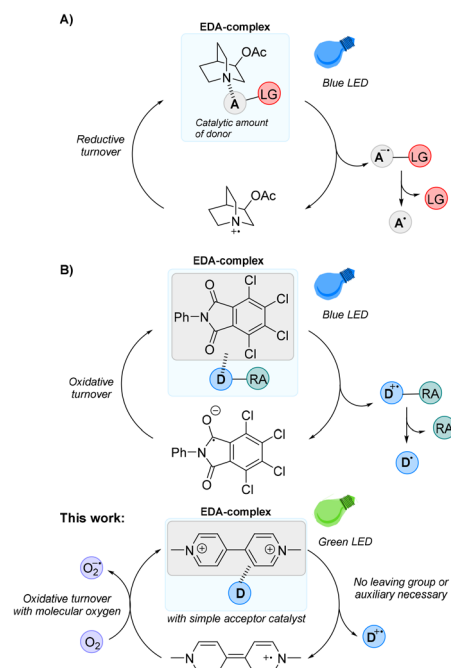 A)
EDA-complex
OAc
N
A
LG
Catalytic amount
of donor
Blue LED
Reductive
turnover
A−•
LG
LG
A•
OAc
N
+•
EDA-complex
B)
O
Cl
Cl
Ph
N
Cl
O
Cl
D
RA
Blue LED
Oxidative
turnover
D+•
RA
RA
D•
O
⊖
•
Cl
Cl
Ph
N
Cl
O
Cl
This work:
EDA-complex
N
+
+
N
D
with simple acceptor catalyst
Green LED
O2−•
Oxidative turnover
with molecular oxygen
O2
No leaving group or
auxiliary necessary
D+•
N
+•
N